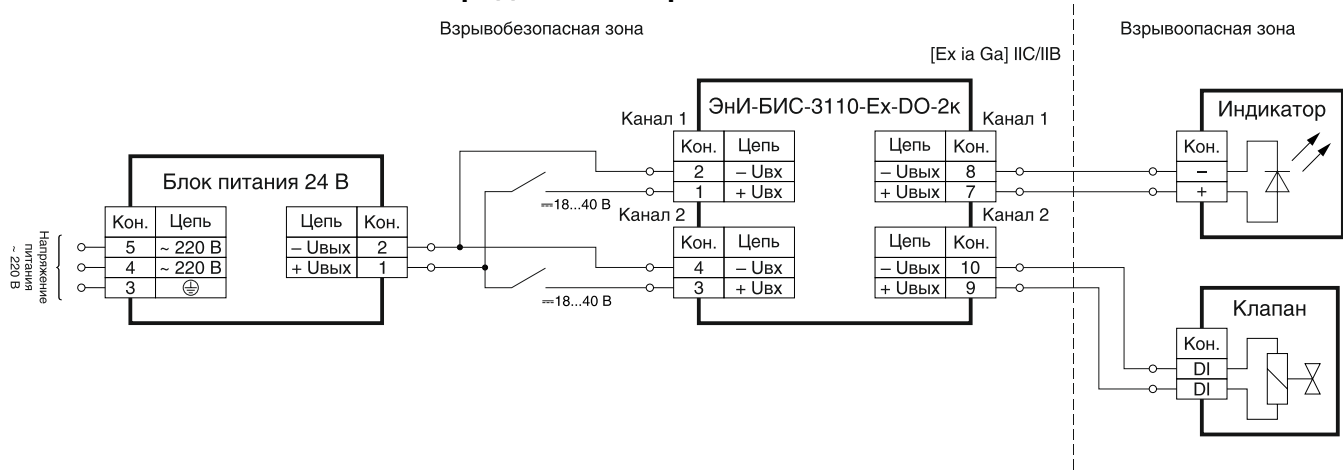 Взрывобезопасная зона
Взрывоопасная зона
[Ex ia Ga] IIC/IIB
ЭнИ-БИС-3110-Ex-DO-2к
Индикатор
Канал 1
Канал 1
Кон. Цепь
2 – Uвх
1 + Uвх
Цепь Кон.
– Uвых 8
+ Uвых 7
Кон.
–
+
Блок питания 24 В
⎓18...40 В
Канал 2
Канал 2
Напряжение
питания
~ 220 В
Кон. Цепь
5 ~ 220 В
4 ~ 220 В
3
Цепь Кон.
– Uвых 2
+ Uвых 1
Кон. Цепь
4 – Uвх
3 + Uвх
Цепь Кон.
– Uвых 10
+ Uвых 9
⎓18...40 В
Клапан
Кон.
DI
DI